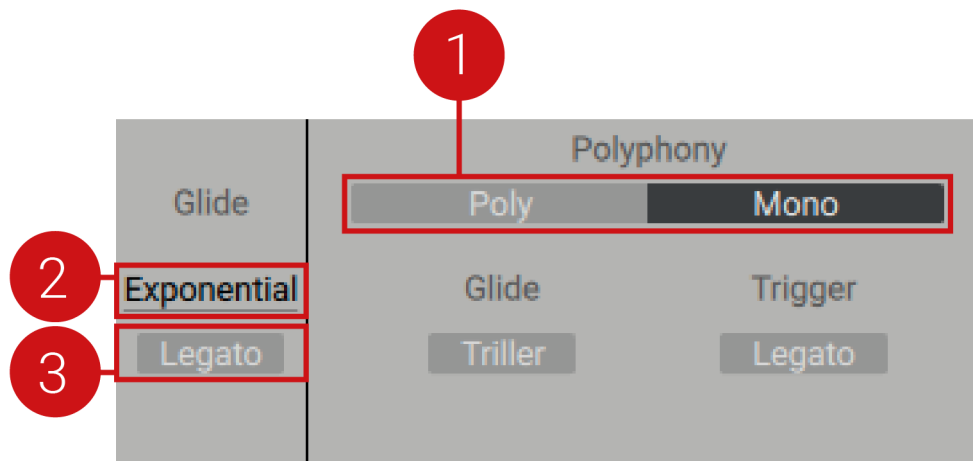 1
Polyphony
Glide
Poly Mono
2
Exponential
Glide Trigger
3
Legato
Triller Legato